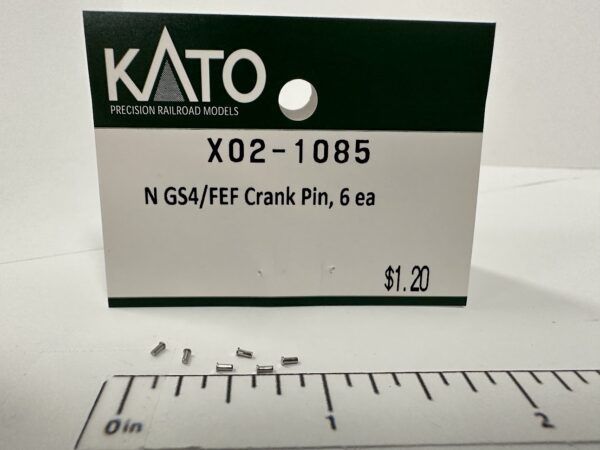 KATO
PRECISION RAILROAD MODELS
X02-1085
N GS4/FEF Crank Pin, 6 ea
$1.20
0in 1 2